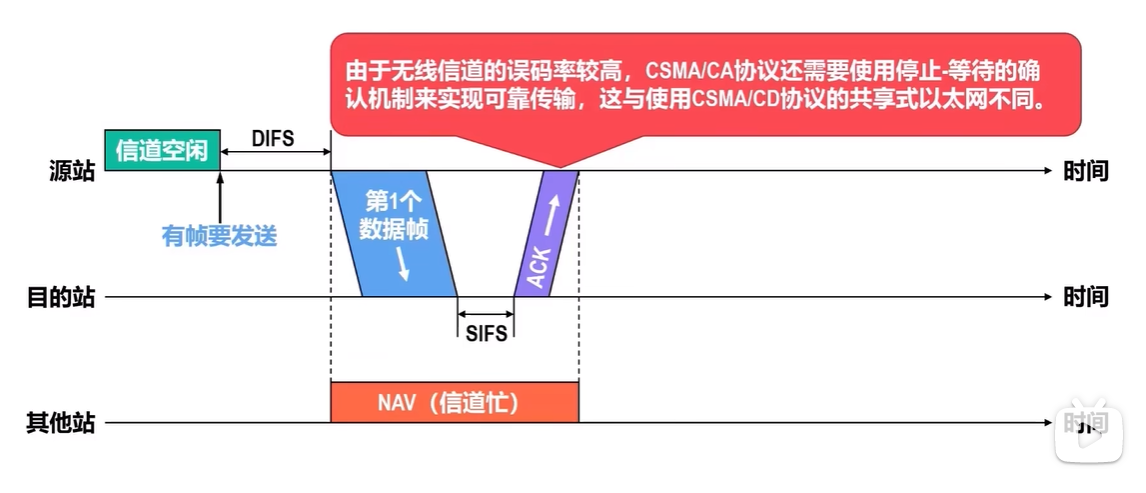 由于无线信道的误码率较高，CSMA/CA协议还需要使用停止-等待的确
认机制来实现可靠传输，这与使用CSMA/CD协议的共享式以太网不同。
信道空闲
DIFS
源站
时间
有帧要发送
第1个
数据帧
ACK
目的站
时间
SIFS
NAV（信道忙）
其他站
时间